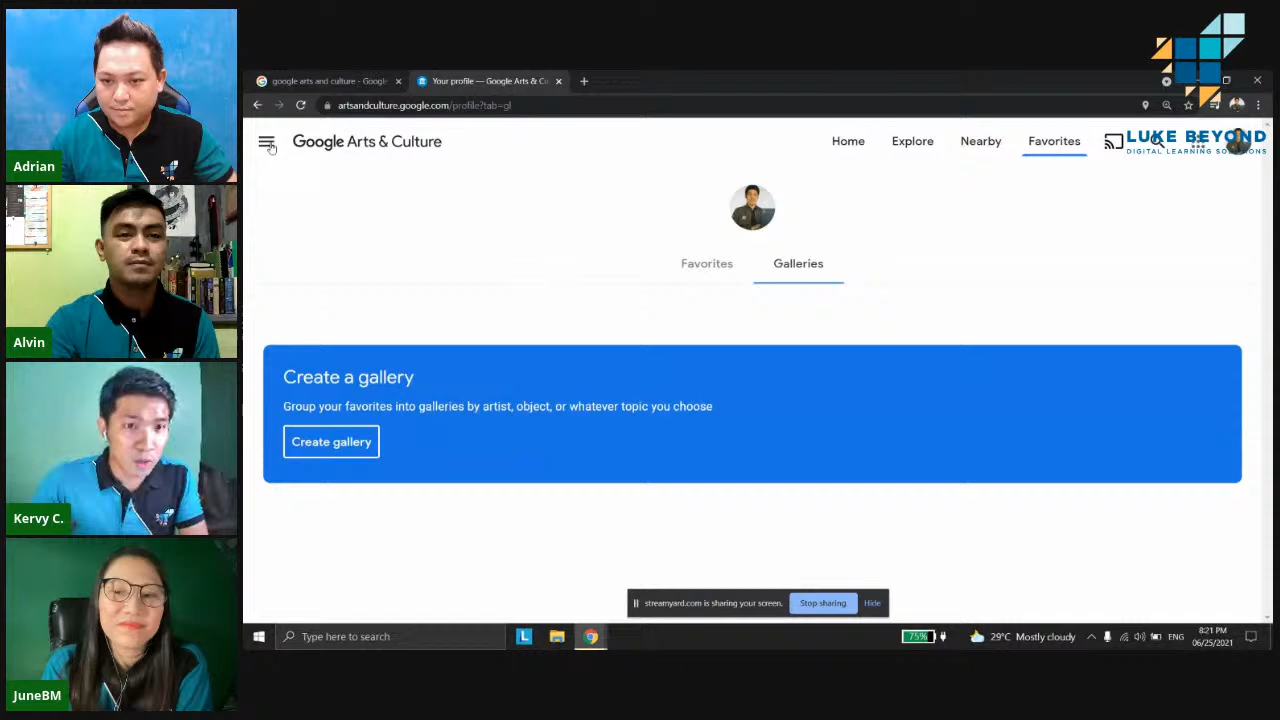 Adrian
Alvin
Kervy C.
JuneBM
google arts and culture - Google
Your profile — Google Arts & Cu
artsandculture.google.com/profile?tab=gl
Google Arts & Culture
Home
Explore
Nearby
Favorites
LUKE BEYOND
DIGITAL LEARNING SOLUTIONS
Favorites
Galleries
Create a gallery
Group your favorites into galleries by artist, object, or whatever topic you choose
Create gallery
streamyard.com is sharing your screen.
Stop sharing
Hide
Type here to search
L
75%
29°C Mostly cloudy
ENG
8:21 PM
06/25/2021